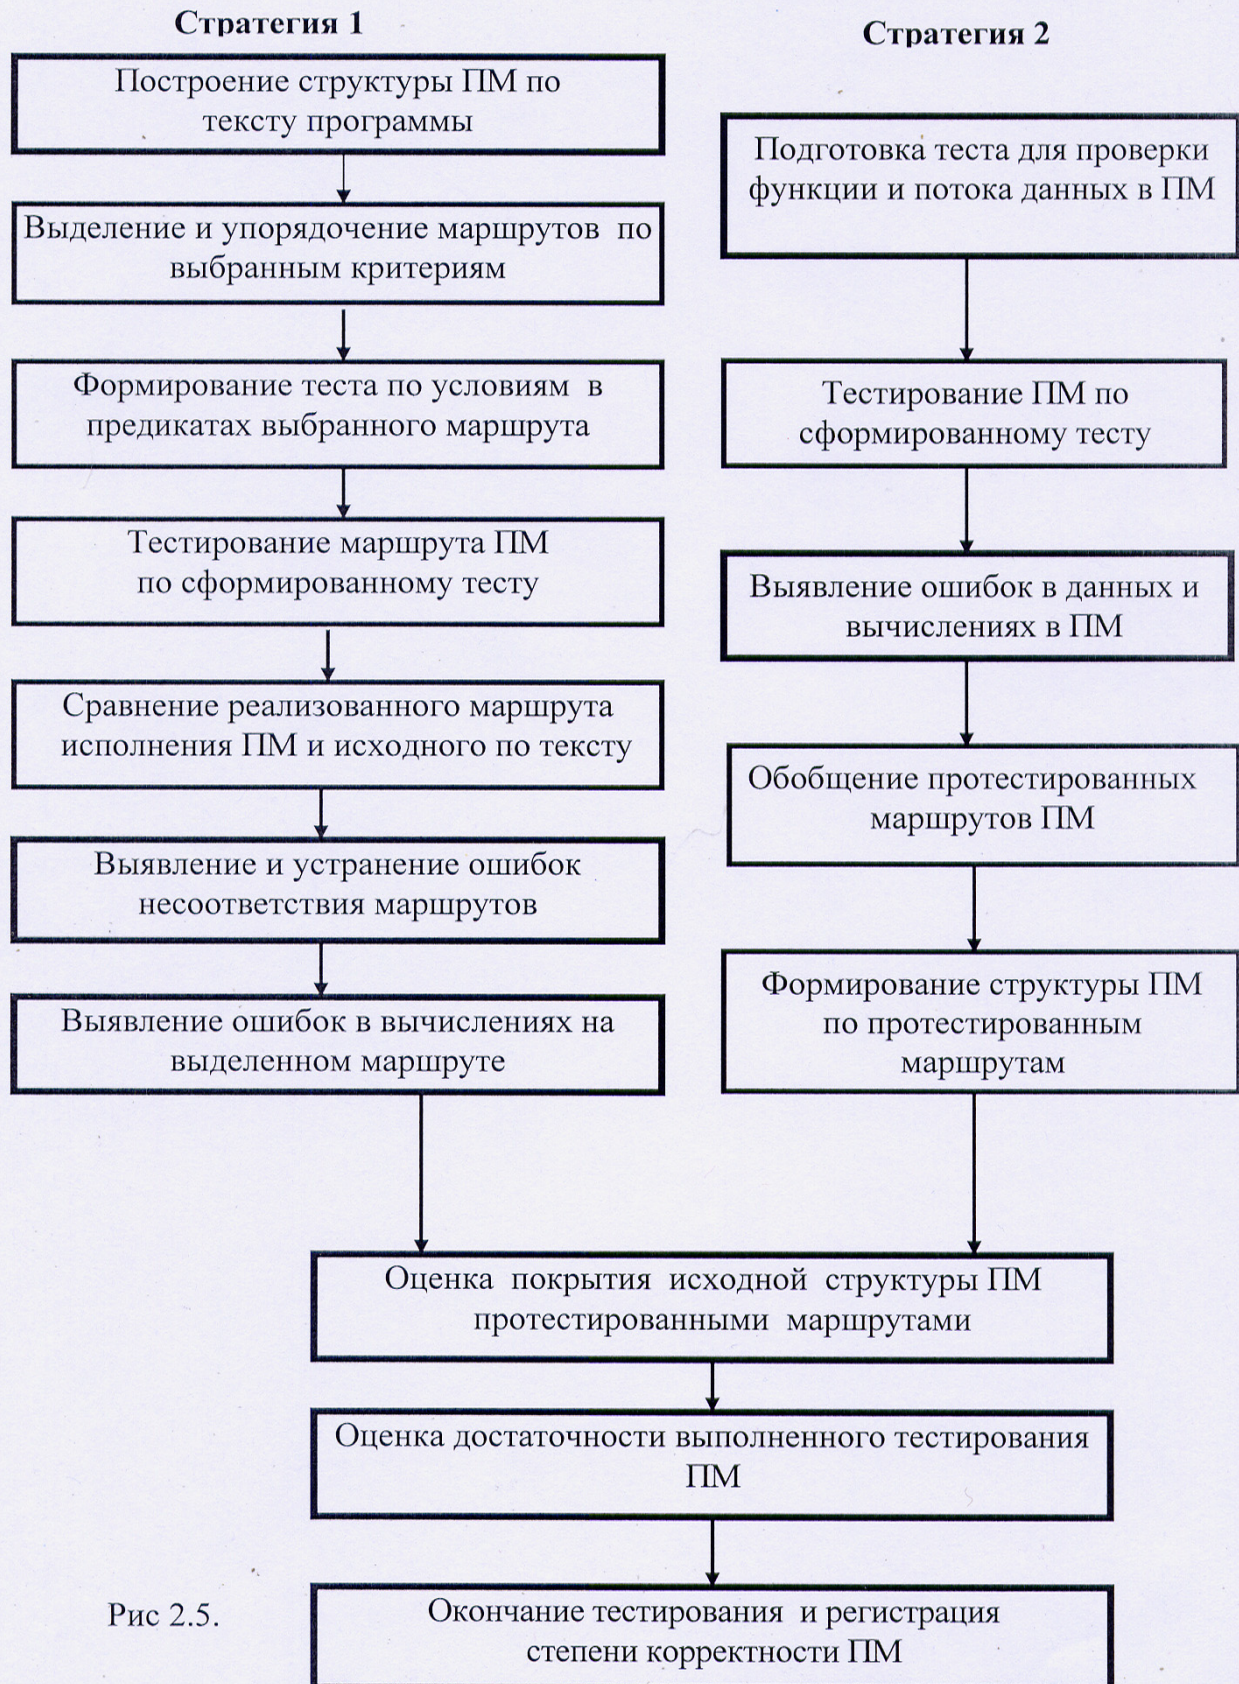 Стратегия 1
Построение структуры ПМ по
тексту программы
Выделение и упорядочение маршрутов по
выбранным критериям
Формирование теста по условиям в
предикатах выбранного маршрута
Тестирование маршрута ПМ
по сформированному тесту
Сравнение реализованного маршрута
исполнения ПМ и исходного по тексту
Выявление и устранение ошибок
несоответствия маршрутов
Выявление ошибок в вычислениях на
выделенном маршруте
Стратегия 2
Подготовка теста для проверки
функции и потока данных в ПМ
Тестирование ПМ по
сформированному тесту
Выявление ошибок в данных и
вычислениях в ПМ
Обобщение протестированных
маршрутов ПМ
Формирование структуры ПМ
по протестированным
маршрутам
Оценка покрытия исходной структуры ПМ
протестированными маршрутами
Оценка достаточности выполненного тестирования
ПМ
Окончание тестирования и регистрация
степени корректности ПМ
Рис 2.5.